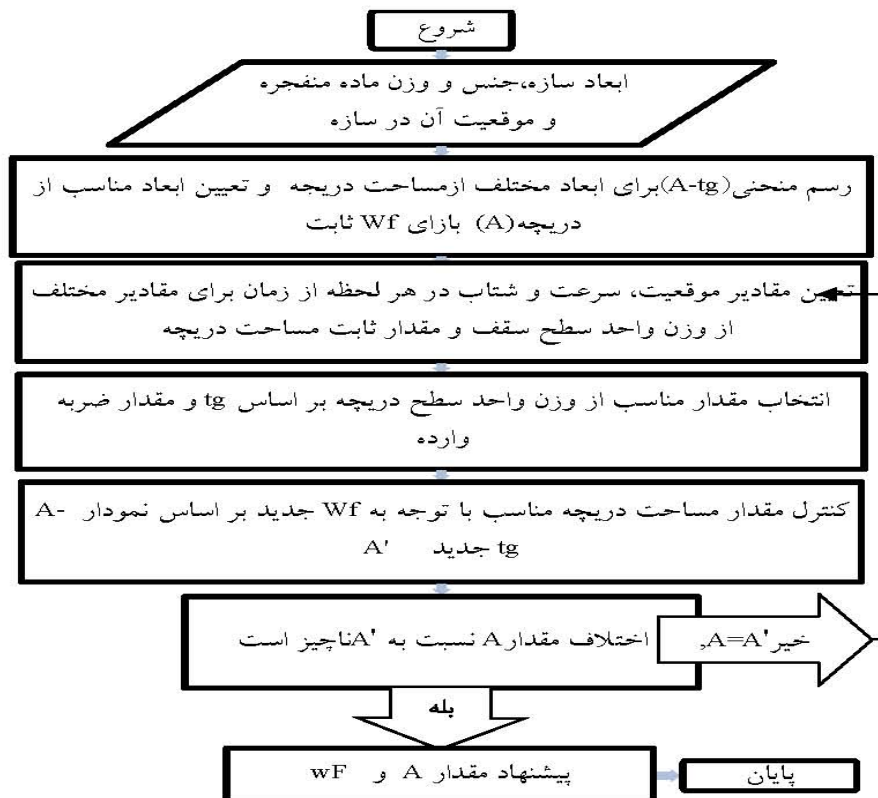 شروع
ابعاد سازه،جنس و وزن ماده منفجره
و موقعیت آن در سازه
رسم منحنی(A-tg)برای ابعاد مختلف ازمساحت دریجه و تعیین ابعاد مناسب از
دریچه(A) بازای Wf ثابت
تعیین مقادیر موقعیت، سرعت و شتاب در هر لحظه از زمان برای مقادیر مختلف
از وزن واحد سطح سقف و مقدار ثابت مساحت دریچه
انتخاب مقدار مناسب از وزن واحد سطح دریچه بر اساس tg و مقدار ضربه
وارده
کنترل مقدار مساحت دریچه مناسب با توجه به Wf جدید بر اساس نمودار A-
tg جدید A'
اختلاف مقدارA نسبت به A'ناچیز است
خیر A=A',
بله
پیشنهاد مقدار A و wF
پایان